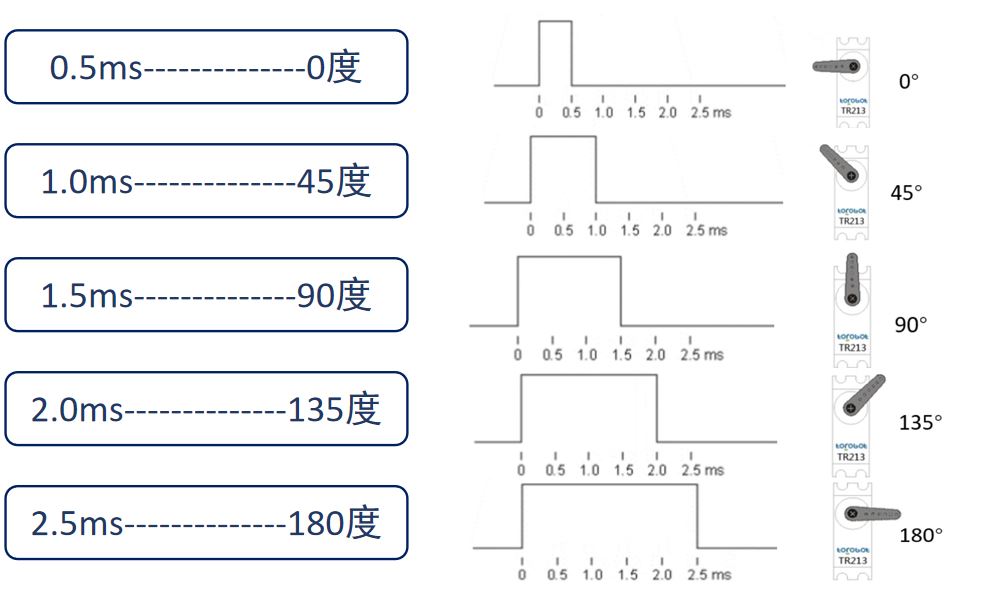 0.5ms--------------0度
0 0.5 1.0 1.5 2.0 2.5 ms
torobot
TR213
0°
1.0ms--------------45度
0 0.5 1.0 1.5 2.0 2.5 ms
torobot
TR213
45°
1.5ms--------------90度
0 0.5 1.0 1.5 2.0 2.5 ms
torobot
TR213
90°
2.0ms--------------135度
0 0.5 1.0 1.5 2.0 2.5 ms
torobot
TR213
135°
2.5ms--------------180度
0 0.5 1.0 1.5 2.0 2.5 ms
torobot
TR213
180°